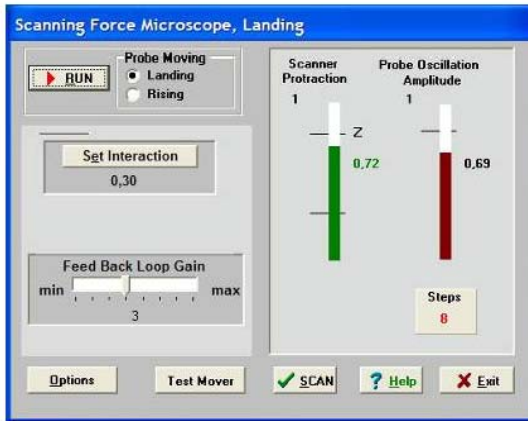 Scanning Force Microscope, Landing
RUN
Probe Moving
Landing
Rising
Set Interaction
0,30
Feed Back Loop Gain
min
max
3
Scanner
Protraction
Probe Oscillation
Amplitude
1
1
Z
0,72
0,69
Steps
8
Options
Test Mover
SCAN
? Help
Exit